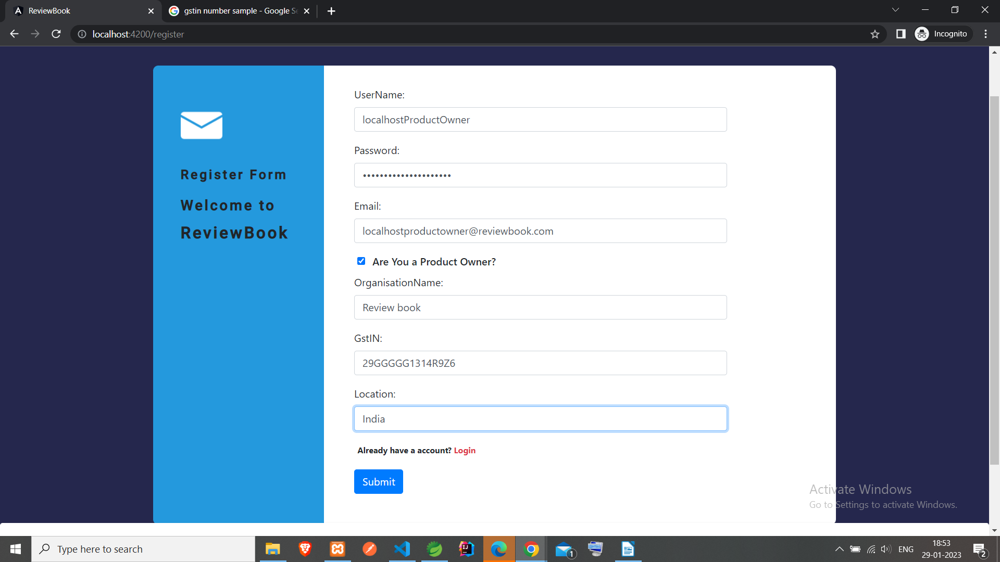 ReviewBook
gstin number sample - Google Se
localhost:4200/register
Incognito
Register Form
Welcome to
ReviewBook
UserName:
localhostProductOwner
Password:
•••••••••••••••••••••
Email:
localhostproductowner@reviewbook.com
Are You a Product Owner?
OrganisationName:
Review book
GstIN:
29GGGGG1314R9Z6
Location:
India
Already have a account? Login
Submit
Activate Windows
Go to Settings to activate Windows.
Type here to search
1
ENG
18:53
29-01-2023
2